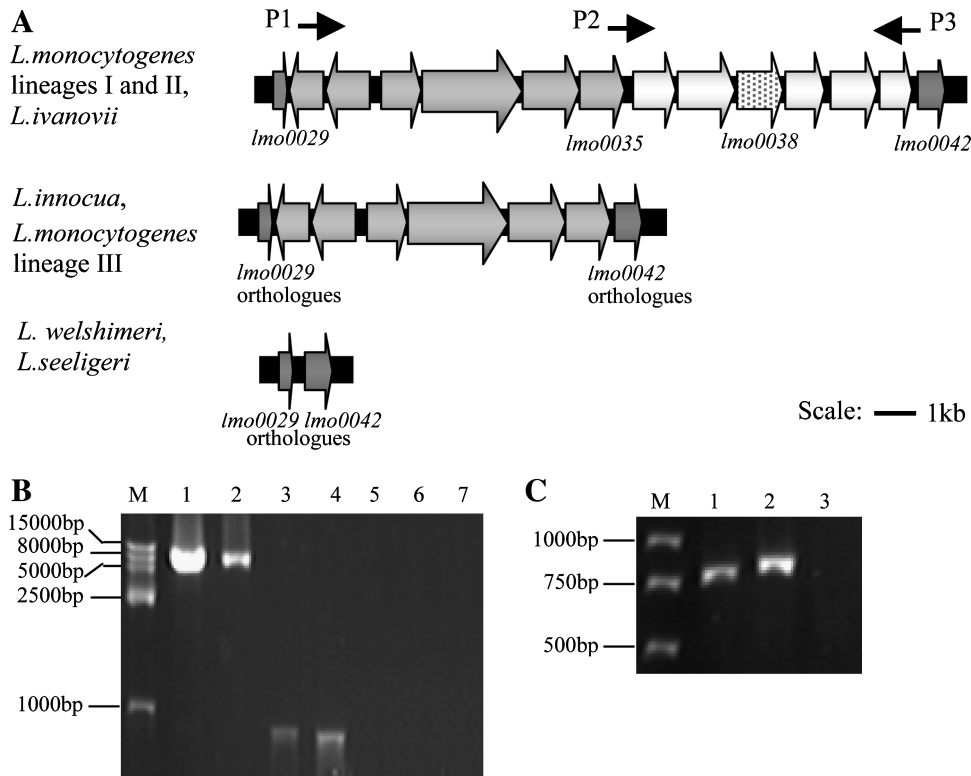 A
P1
P2
P3
L.monocytogenes
lineages I and II,
L.ivanovii
lmo0029
lmo0035
lmo0038
lmo0042
L.innocua,
L.monocytogenes
lineage III
lmo0029
orthologues
lmo0042
orthologues
L. welshimeri,
L.seeligeri
lmo0029 lmo0042
orthologues
Scale: 1kb
B
M 1 2 3 4 5 6 7
15000bp
8000bp
5000bp
2500bp
1000bp
C
M 1 2 3
1000bp
750bp
500bp